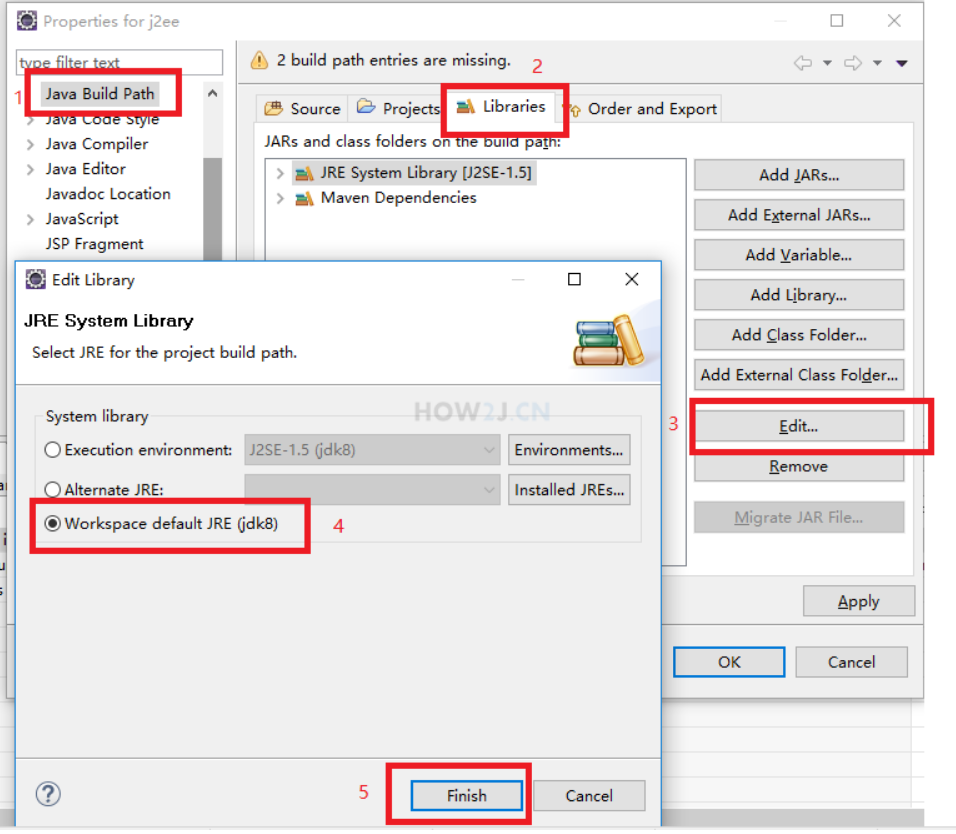 Properties for j2ee
type filter text
2 build path entries are missing.
2
1
Java Build Path
Java Code Style
Java Compiler
Java Editor
Javadoc Location
JavaScript
JSP Fragment
Source
Projects
Libraries
Order and Export
JARs and class folders on the build path:
JRE System Library [J2SE-1.5]
Maven Dependencies
Add JARs...
Add External JARs...
Add Variable...
Add Library...
Add Class Folder...
Add External Class Folder...
3
Edit...
Remove
Migrate JAR File...
Apply
OK
Cancel
Edit Library
JRE System Library
Select JRE for the project build path.
System library
HOW2J.CN
Execution environment:
J2SE-1.5 (jdk8)
Environments...
Alternate JRE:
Installed JREs...
Workspace default JRE (jdk8)
4
5
Finish
Cancel